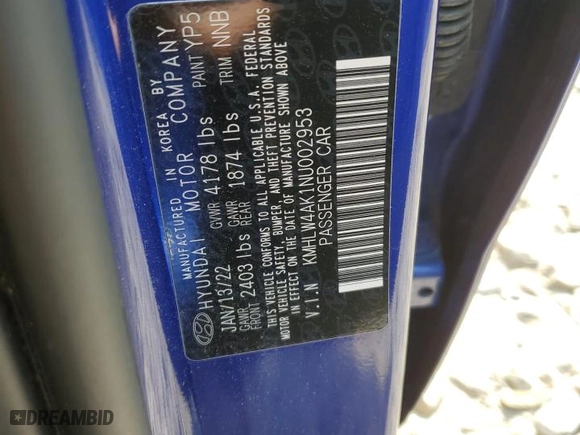 MANUFACTURED IN KOREA BY
HYUNDAI MOTOR COMPANY
JAN/13/22 GVWR 4178 lbs PAINT YP5
GAWR FRONT 2403 lbs GAWR REAR 1874 lbs TRIM NNB
THIS VEHICLE CONFORMS TO ALL APPLICABLE U.S.A. FEDERAL
MOTOR VEHICLE SAFETY, BUMPER, AND THEFT PREVENTION STANDARDS
IN EFFECT ON THE DATE OF MANUFACTURE SHOWN ABOVE
V.I.N KMHLW4AK1NU002953
PASSENGER CAR
DREAMBID